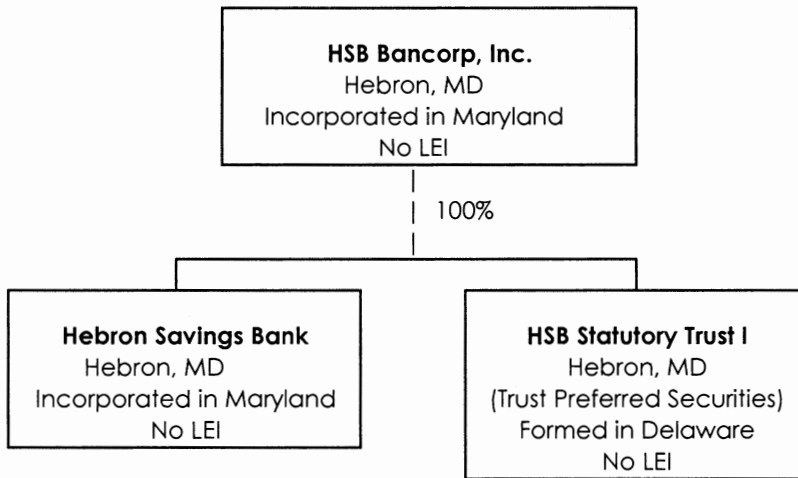 HSB Bancorp, Inc.
Hebron, MD
Incorporated in Maryland
No LEI
100%
Hebron Savings Bank
Hebron, MD
Incorporated in Maryland
No LEI
HSB Statutory Trust I
Hebron, MD
(Trust Preferred Securities)
Formed in Delaware
No LEI